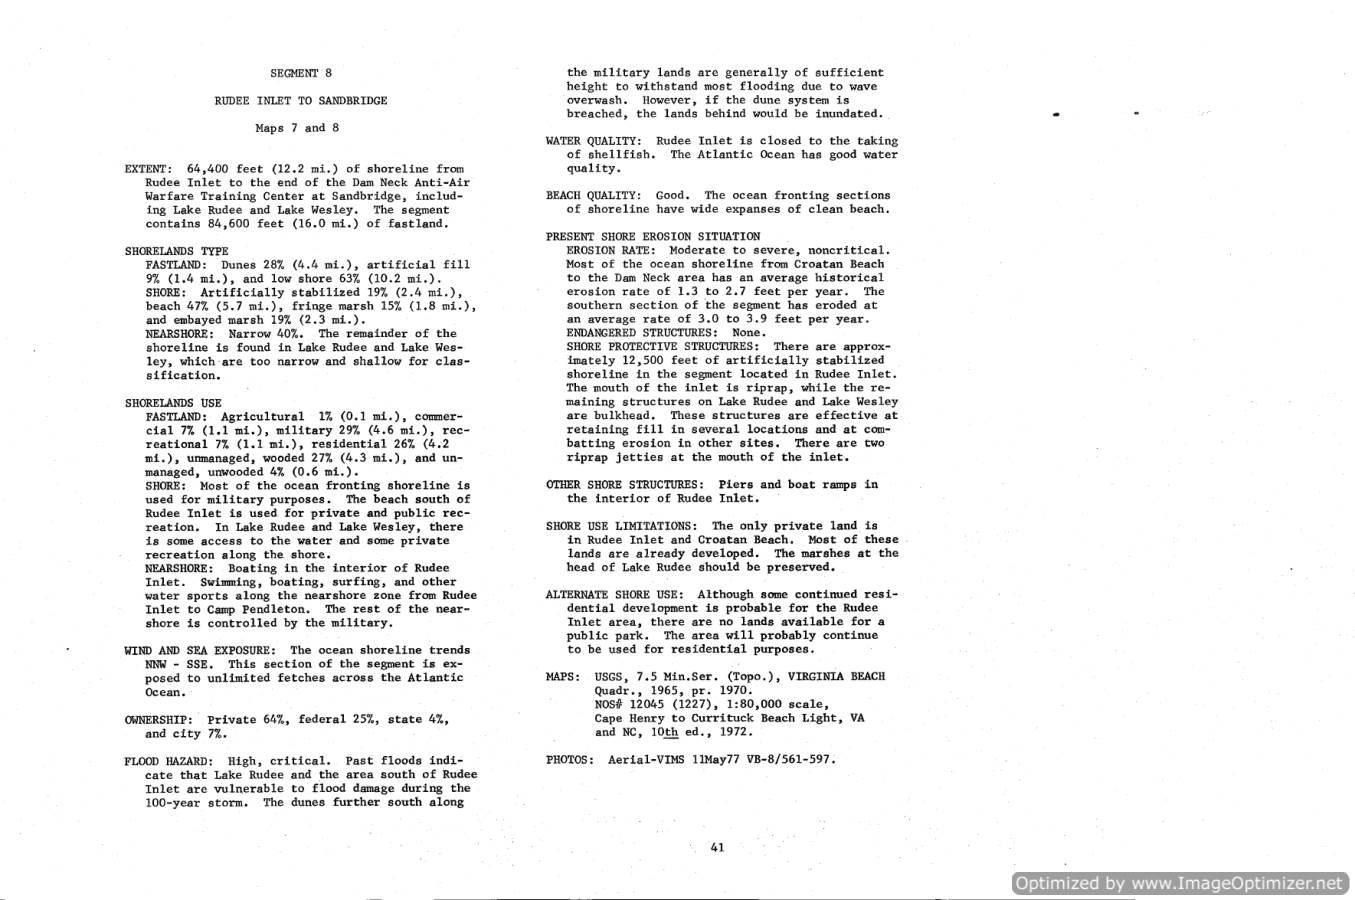 SEGMENT 8
RUDEE INLET TO SANDBRIDGE
Maps 7 and 8
EXTENT: 64,400 feet (12.2 mi.) of shoreline from
Rudee Inlet to the end of the Dam Neck Anti-Air
Warfare Training Center at Sandbridge, includ-
ing Lake Rudee and Lake Wesley. The segment
contains 84,600 feet (16.0 mi.) of fastland.
SHORELANDS TYPE
FASTLAND: Dunes 28% (4.4 mi.), artificial fill
9% (1.4 mi.), and low shore 63% (10.2 mi.).
SHORE: Artificially stabilized 19% (2.4 mi.),
beach 47% (5.7 mi.), fringe marsh 15% (1.8 mi.),
and embayed marsh 19% (2.3 mi.).
NEARSHORE: Narrow 40%. The remainder of the
shoreline is found in Lake Rudee and Lake Wes-
ley, which are too narrow and shallow for clas-
sification.
SHORELANDS USE
FASTLAND: Agricultural 1% (0.1 mi.), commer-
cial 7% (1.1 mi.), military 29% (4.6 mi.), rec-
reational 7% (1.1 mi.), residential 26% (4.2
mi.), unmanaged, wooded 27% (4.3 mi.), and un-
managed, unwooded 4% (0.6 mi.).
SHORE: Most of the ocean fronting shoreline is
used for military purposes. The beach south of
Rudee Inlet is used for private and public rec-
reation. In Lake Rudee and Lake Wesley, there
is some access to the water and some private
recreation along the shore.
NEARSHORE: Boating in the interior of Rudee
Inlet. Swimming, boating, surfing, and other
water sports along the nearshore zone from Rudee
Inlet to Camp Pendleton. The rest of the near-
shore is controlled by the military.
WIND AND SEA EXPOSURE: The ocean shoreline trends
NNW - SSE. This section of the segment is ex-
posed to unlimited fetches across the Atlantic
Ocean.
OWNERSHIP: Private 64%, federal 25%, state 4%,
and city 7%.
FLOOD HAZARD: High, critical. Past floods indi-
cate that Lake Rudee and the area south of Rudee
Inlet are vulnerable to flood damage during the
100-year storm. The dunes further south along
the military lands are generally of sufficient
height to withstand most flooding due to wave
overwash. However, if the dune system is
breached, the lands behind would be inundated.
WATER QUALITY: Rudee Inlet is closed to the taking
of shellfish. The Atlantic Ocean has good water
quality.
BEACH QUALITY: Good. The ocean fronting sections
of shoreline have wide expanses of clean beach.
PRESENT SHORE EROSION SITUATION
EROSION RATE: Moderate to severe, noncritical.
Most of the ocean shoreline from Croatan Beach
to the Dam Neck area has an average historical
erosion rate of 1.3 to 2.7 feet per year. The
southern section of the segment has eroded at
an average rate of 3.0 to 3.9 feet per year.
ENDANGERED STRUCTURES: None.
SHORE PROTECTIVE STRUCTURES: There are approx-
imately 12,500 feet of artificially stabilized
shoreline in the segment located in Rudee Inlet.
The mouth of the inlet is riprap, while the re-
maining structures on Lake Rudee and Lake Wesley
are bulkhead. These structures are effective at
retaining fill in several locations and at com-
batting erosion in other sites. There are two
riprap jetties at the mouth of the inlet.
OTHER SHORE STRUCTURES: Piers and boat ramps in
the interior of Rudee Inlet.
SHORE USE LIMITATIONS: The only private land is
in Rudee Inlet and Croatan Beach. Most of these
lands are already developed. The marshes at the
head of Lake Rudee should be preserved.
ALTERNATE SHORE USE: Although some continued resi-
dential development is probable for the Rudee
Inlet area, there are no lands available for a
public park. The area will probably continue
to be used for residential purposes.
MAPS: USGS, 7.5 Min.Ser. (Topo.), VIRGINIA BEACH
Quadr., 1965, pr. 1970.
NOS# 12045 (1227), 1:80,000 scale,
Cape Henry to Currituck Beach Light, VA
and NC, 10th ed., 1972.
PHOTOS: Aerial-VIMS 11May77 VB-8/561-597.
41
Optimized by www.ImageOptimizer.net